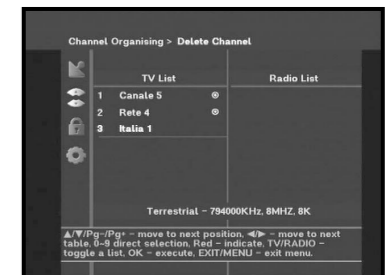 Channel Organising > Delete Channel
TV List
Radio List
1 Canale 5
2 Rete 4
3 Italia 1
Terrestrial - 794000KHz, 8MHZ, 8K
▲/▼/Pg-/Pg+ - move to next position, ◄/► - move to next
table, 0-9 direct selection, Red - indicate, TV/RADIO -
toggle a list, OK - execute, EXIT/MENU - exit menu.